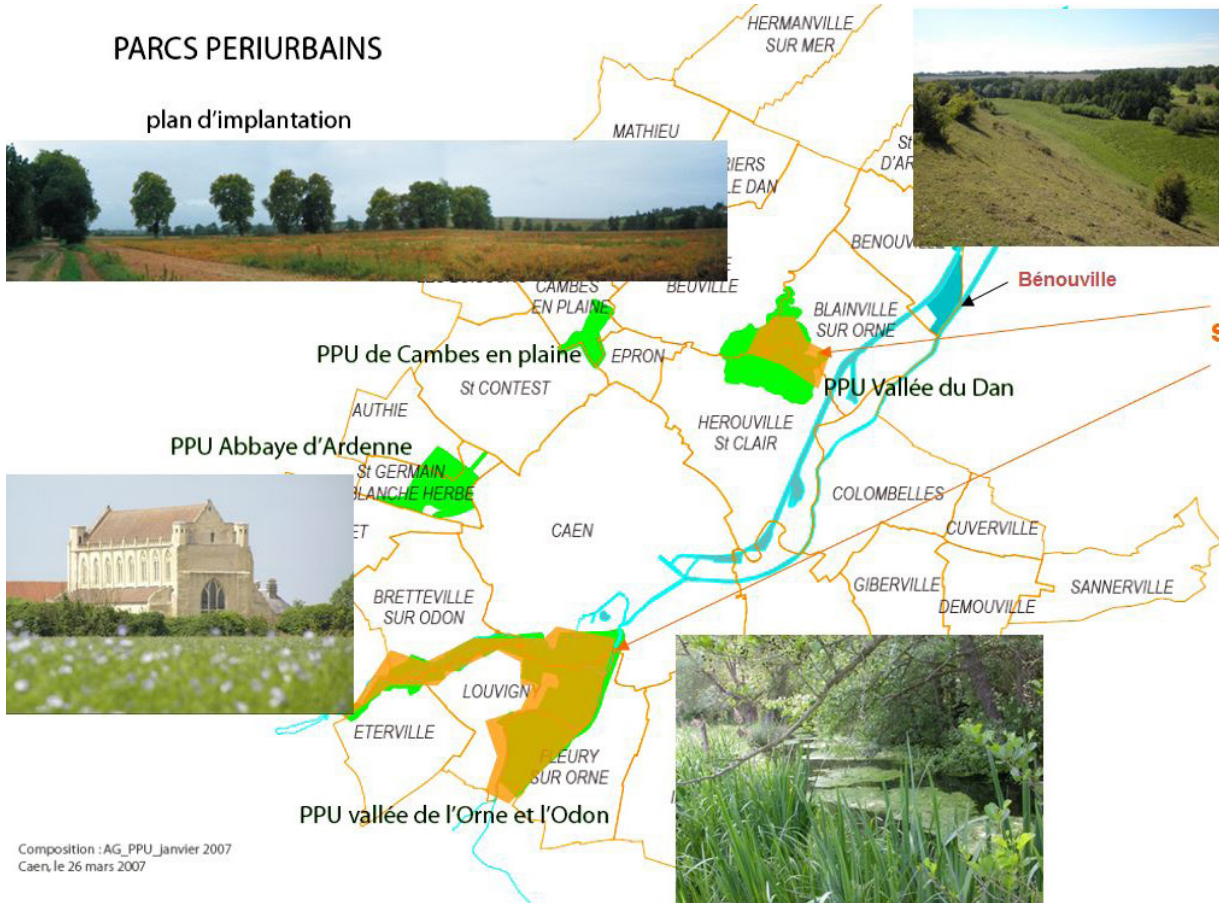 PARCS PERIURBAINS
plan d'implantation
HERMANVILLE
SUR MER
MATHIEU
St
D'AR
RIERS
LE DAN
BENOUVILLE
Bénouville
CAMBES
EN PLAINE
BEUVILLE
BLAINVILLE
SUR ORNE
S
PPU de Cambes en plaine
EPRON
PPU Vallée du Dan
St CONTEST
AUTHIE
HEROUVILLE
St CLAIR
PPU Abbaye d'Ardenne
St GERMAIN
BLANCHE HERBE
COLOMBELLES
ET
CAEN
CUVERVILLE
GIBERVILLE
SANNERVILLE
DEMOUVILLE
BRETTEVILLE
SUR ODON
LOUVIGNY
ETERVILLE
FLEURY
SUR ORNE
PPU vallée de l'Orne et l'Odon
Composition : AG_PPU_janvier 2007
Caen, le 26 mars 2007